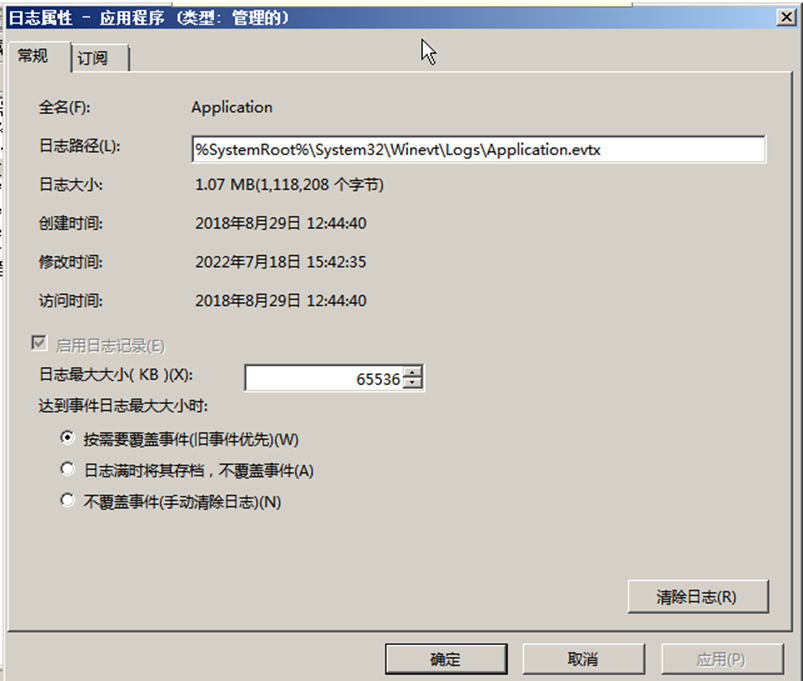 日志属性 - 应用程序 (类型: 管理的)
常规 订阅
全名(F): Application
日志路径(L): %SystemRoot%\System32\Winevt\Logs\Application.evtx
日志大小: 1.07 MB(1,118,208 个字节)
创建时间: 2018年8月29日 12:44:40
修改时间: 2022年7月18日 15:42:35
访问时间: 2018年8月29日 12:44:40
启用日志记录(E)
日志最大大小( KB )(X): 65536
达到事件日志最大大小时:
按需要覆盖事件(旧事件优先)(W)
日志满时将其存档，不覆盖事件(A)
不覆盖事件(手动清除日志)(N)
清除日志(R)
确定 取消 应用(P)